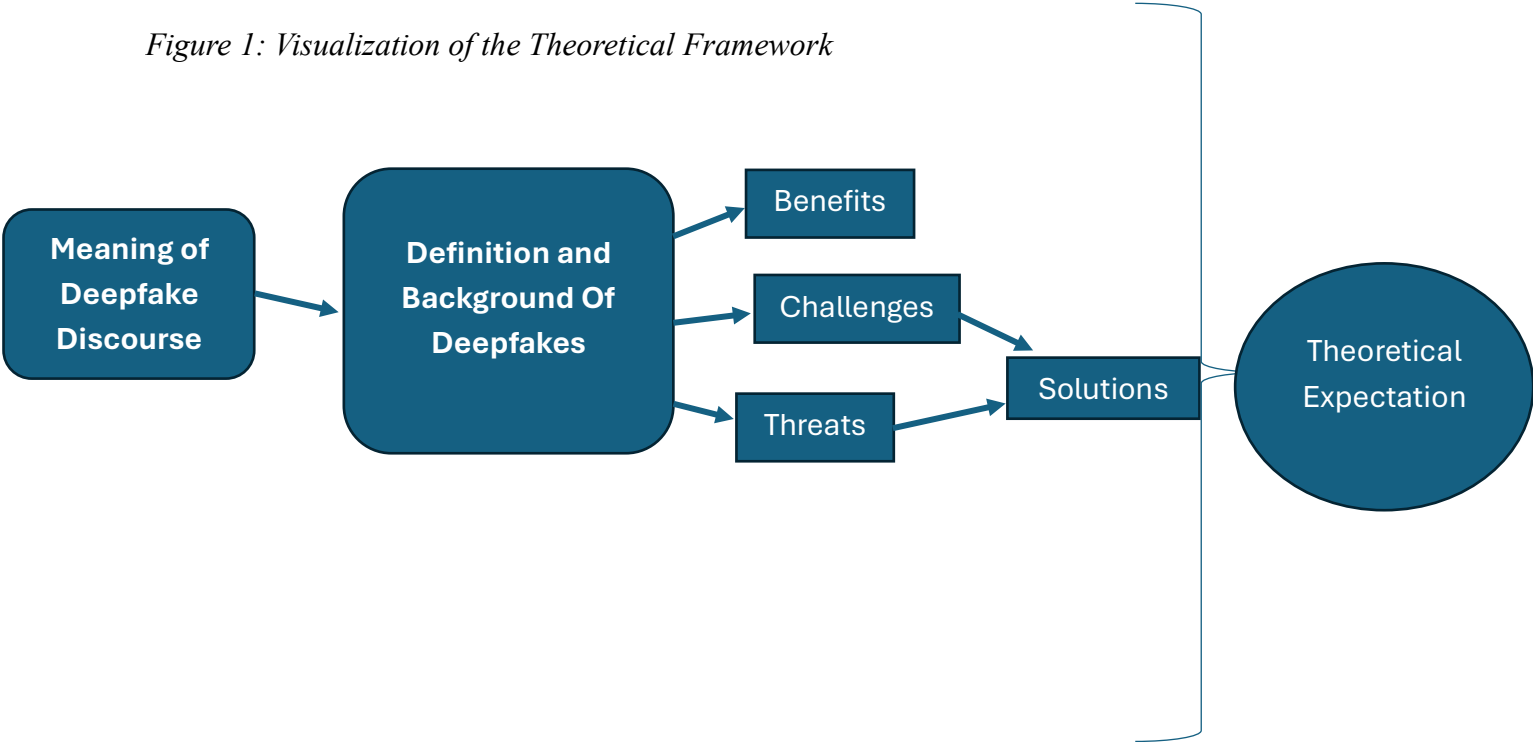 Figure 1: Visualization of the Theoretical Framework
Meaning of
Deepfake
Discourse
Definition and
Background Of
Deepfakes
Benefits
Challenges
Threats
Solutions
Theoretical
Expectation